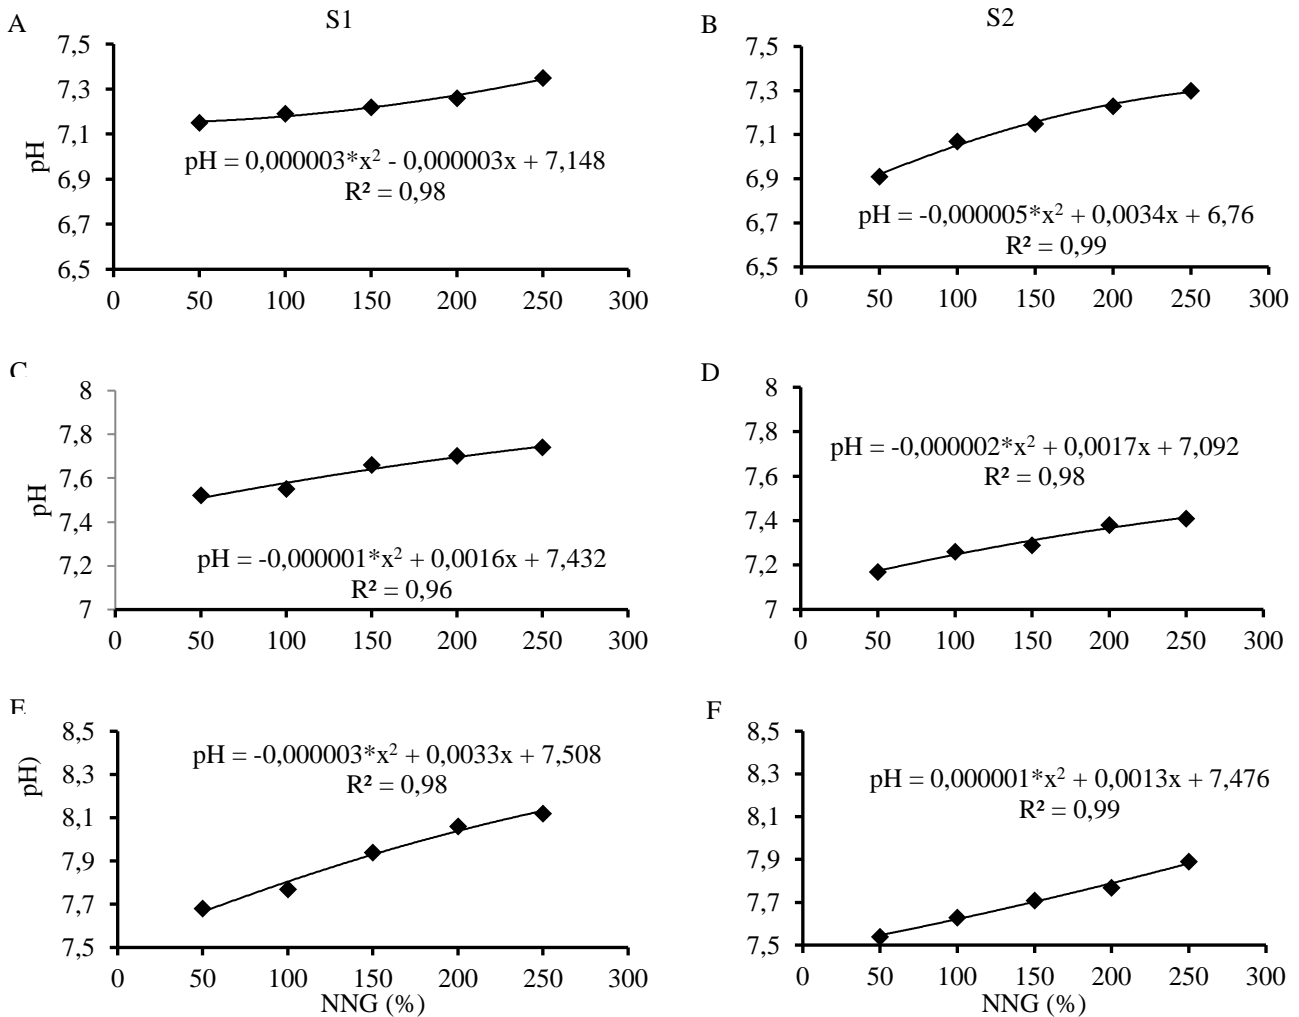 S1
S2
A
7,5
7,3
7,1
6,9
6,7
6,5
pH
pH = 0,000003*x² - 0,000003x + 7,148
R² = 0,98
0 50 100 150 200 250 300
B
7,5
7,3
7,1
6,9
6,7
6,5
pH = -0,000005*x² + 0,0034x + 6,76
R² = 0,99
0 50 100 150 200 250 300
C
8
7,8
7,6
7,4
7,2
7
pH
pH = -0,000001*x² + 0,0016x + 7,432
R² = 0,96
0 50 100 150 200 250 300
D
8
7,8
7,6
7,4
7,2
7
pH = -0,000002*x² + 0,0017x + 7,092
R² = 0,98
0 50 100 150 200 250 300
E
8,5
8,3
8,1
7,9
7,7
7,5
pH)
pH = -0,000003*x² + 0,0033x + 7,508
R² = 0,98
0 50 100 150 200 250 300
NNG (%)
F
8,5
8,3
8,1
7,9
7,7
7,5
pH = 0,000001*x² + 0,0013x + 7,476
R² = 0,99
0 50 100 150 200 250 300
NNG (%)